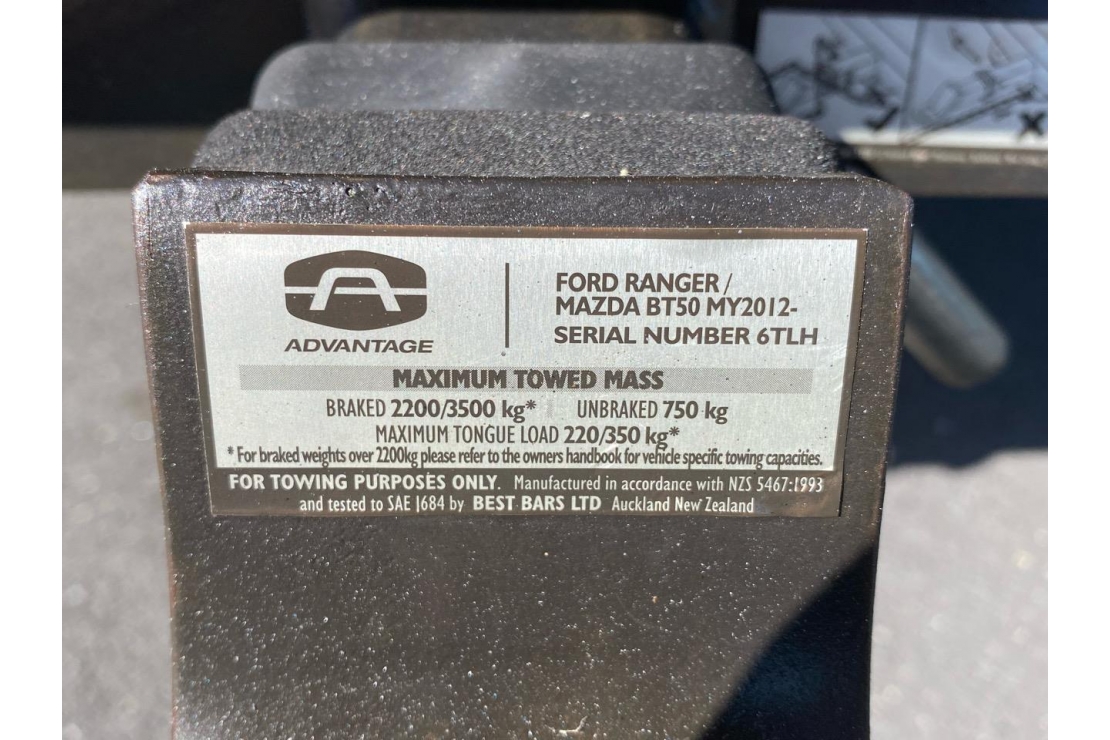 FORD RANGER /
MAZDA BT50 MY2012-
SERIAL NUMBER 6TLH
ADVANTAGE
MAXIMUM TOWED MASS
BRAKED 2200/3500 kg* UNBRAKED 750 kg
MAXIMUM TONGUE LOAD 220/350 kg*
* For braked weights over 2200kg please refer to the owners handbook for vehicle specific towing capacities.
FOR TOWING PURPOSES ONLY. Manufactured in accordance with NZS 5467:1993
and tested to SAE J684 by BEST BARS LTD Auckland New Zealand